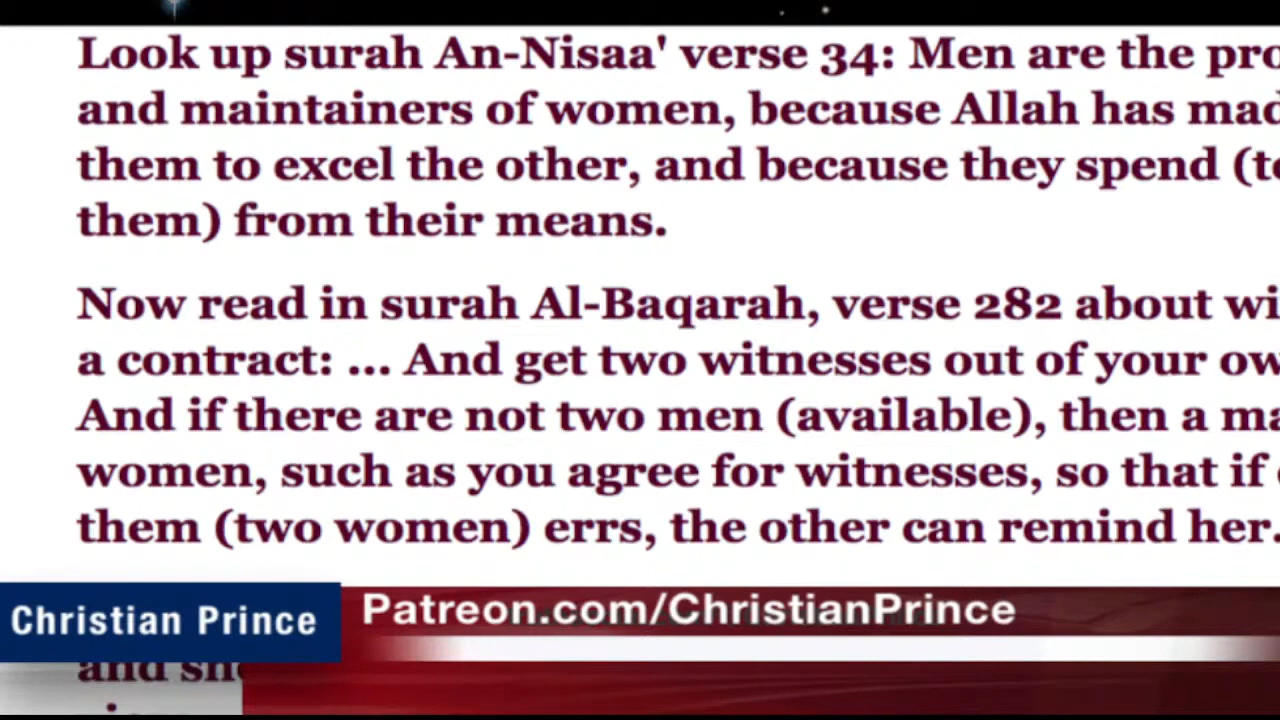 Look up surah An-Nisaa' verse 34: Men are the pro
and maintainers of women, because Allah has mad
them to excel the other, and because they spend (to
them) from their means.
Now read in surah Al-Baqarah, verse 282 about wi
a contract: ... And get two witnesses out of your ow
And if there are not two men (available), then a ma
women, such as you agree for witnesses, so that if
them (two women) errs, the other can remind her.
Christian Prince
Patreon.com/ChristianPrince
and sho